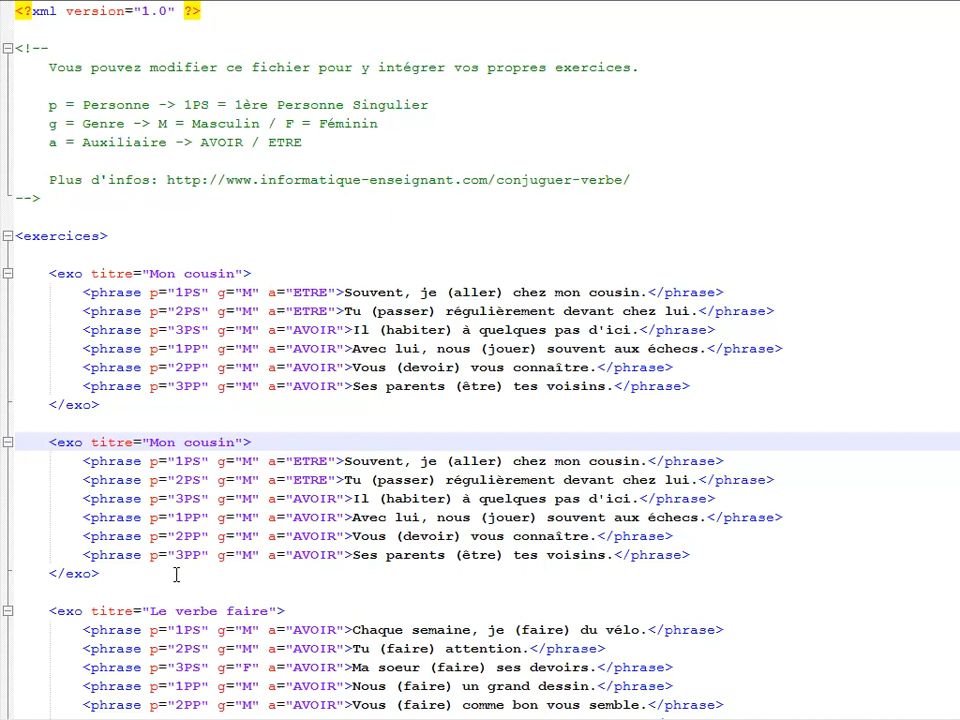 <?xml version="1.0" ?>
<!--
Vous pouvez modifier ce fichier pour y intégrer vos propres exercices.
p = Personne -> 1PS = 1ère Personne Singulier
g = Genre -> M = Masculin / F = Féminin
a = Auxiliaire -> AVOIR / ETRE
Plus d'infos: http://www.informatique-enseignant.com/conjuguer-verbe/
-->
<exercices>
<exo titre="Mon cousin">
<phrase p="1PS" g="M" a="ETRE">Souvent, je (aller) chez mon cousin.</phrase>
<phrase p="2PS" g="M" a="ETRE">Tu (passer) régulièrement devant chez lui.</phrase>
<phrase p="3PS" g="M" a="AVOIR">Il (habiter) à quelques pas d'ici.</phrase>
<phrase p="1PP" g="M" a="AVOIR">Avec lui, nous (jouer) souvent aux échecs.</phrase>
<phrase p="2PP" g="M" a="AVOIR">Vous (devoir) vous connaître.</phrase>
<phrase p="3PP" g="M" a="AVOIR">Ses parents (être) tes voisins.</phrase>
</exo>
<exo titre="Mon cousin">
<phrase p="1PS" g="M" a="ETRE">Souvent, je (aller) chez mon cousin.</phrase>
<phrase p="2PS" g="M" a="ETRE">Tu (passer) régulièrement devant chez lui.</phrase>
<phrase p="3PS" g="M" a="AVOIR">Il (habiter) à quelques pas d'ici.</phrase>
<phrase p="1PP" g="M" a="AVOIR">Avec lui, nous (jouer) souvent aux échecs.</phrase>
<phrase p="2PP" g="M" a="AVOIR">Vous (devoir) vous connaître.</phrase>
<phrase p="3PP" g="M" a="AVOIR">Ses parents (être) tes voisins.</phrase>
</exo>
<exo titre="Le verbe faire">
<phrase p="1PS" g="M" a="AVOIR">Chaque semaine, je (faire) du vélo.</phrase>
<phrase p="2PS" g="M" a="AVOIR">Tu (faire) attention.</phrase>
<phrase p="3PS" g="F" a="AVOIR">Ma soeur (faire) ses devoirs.</phrase>
<phrase p="1PP" g="M" a="AVOIR">Nous (faire) un grand dessin.</phrase>
<phrase p="2PP" g="M" a="AVOIR">Vous (faire) comme bon vous semble.</phrase>